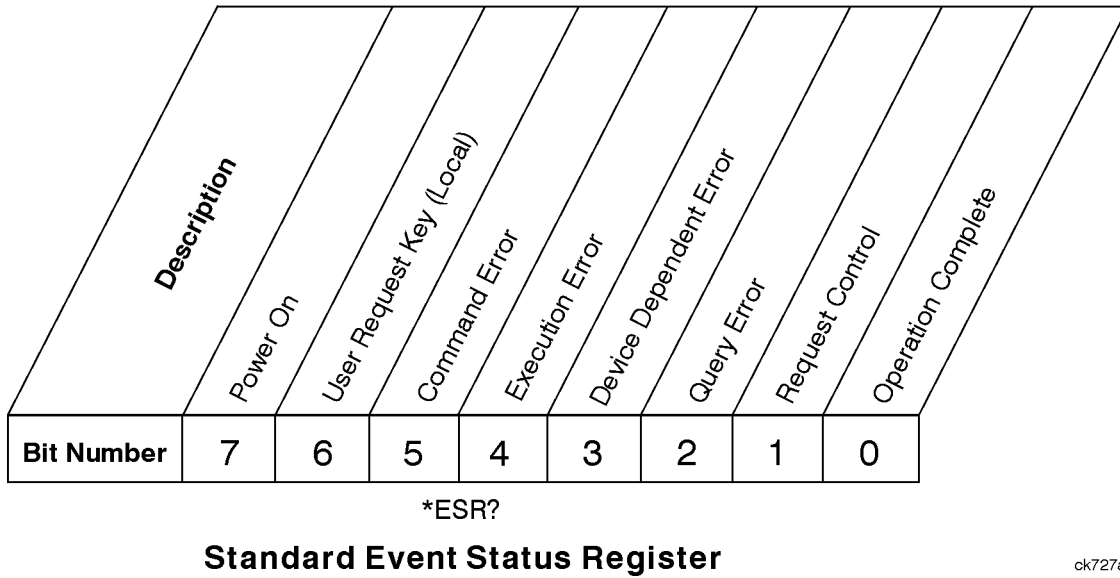 Description
Power On
User Request Key (Local)
Command Error
Execution Error
Device Dependent Error
Query Error
Request Control
Operation Complete
Bit Number 7 6 5 4 3 2 1 0
*ESR?
Standard Event Status Register
ck727a